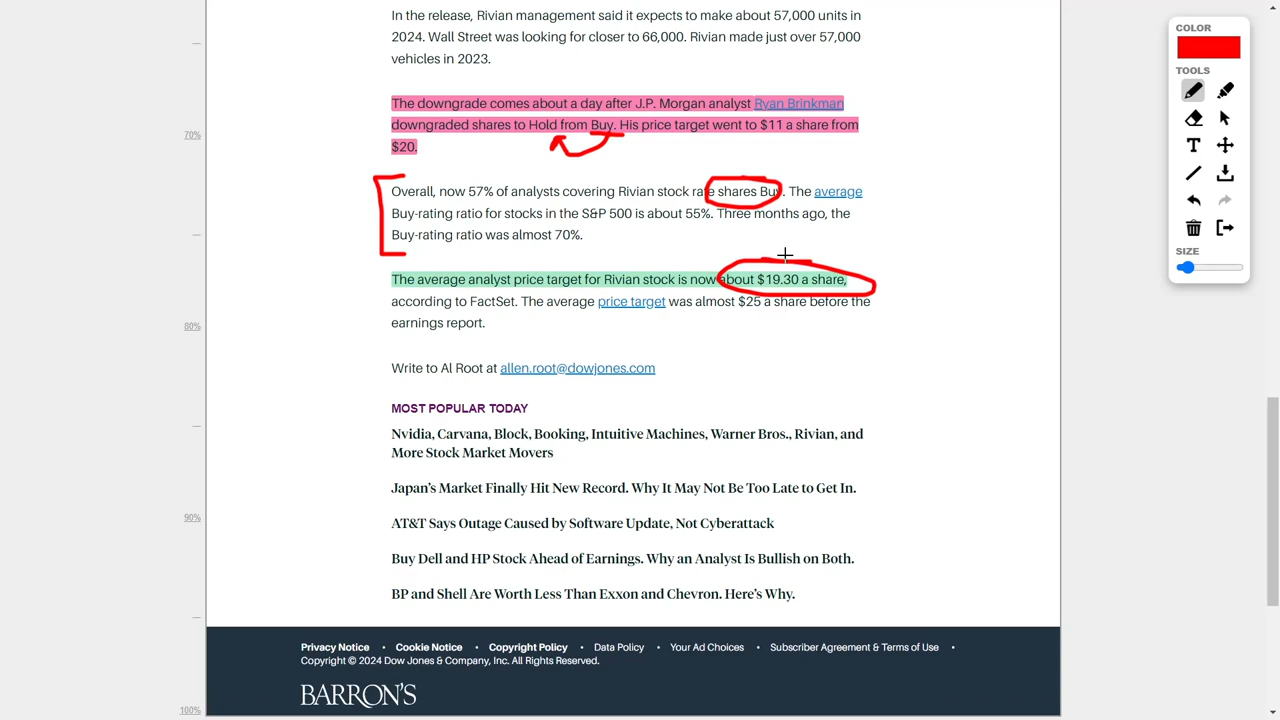 In the release, Rivian management said it expects to make about 57,000 units in
2024. Wall Street was looking for closer to 66,000. Rivian made just over 57,000
vehicles in 2023.
The downgrade comes about a day after J.P. Morgan analyst Ryan Brinkman
downgraded shares to Hold from Buy. His price target went to $11 a share from
$20.
Overall, now 57% of analysts covering Rivian stock rate shares Buy. The average
Buy-rating ratio for stocks in the S&P 500 is about 55%. Three months ago, the
Buy-rating ratio was almost 70%.
The average analyst price target for Rivian stock is now about $19.30 a share,
according to FactSet. The average price target was almost $25 a share before the
earnings report.
Write to Al Root at allen.root@dowjones.com
MOST POPULAR TODAY
Nvidia, Carvana, Block, Booking, Intuitive Machines, Warner Bros., Rivian, and
More Stock Market Movers
Japan's Market Finally Hit New Record. Why It May Not Be Too Late to Get In.
AT&T Says Outage Caused by Software Update, Not Cyberattack
Buy Dell and HP Stock Ahead of Earnings. Why an Analyst Is Bullish on Both.
BP and Shell Are Worth Less Than Exxon and Chevron. Here's Why.
Privacy Notice • Cookie Notice • Copyright Policy • Data Policy • Your Ad Choices • Subscriber Agreement & Terms of Use •
Copyright © 2024 Dow Jones & Company, Inc. All Rights Reserved.
BARRON'S
70%
80%
90%
100%
COLOR
TOOLS
T
SIZE